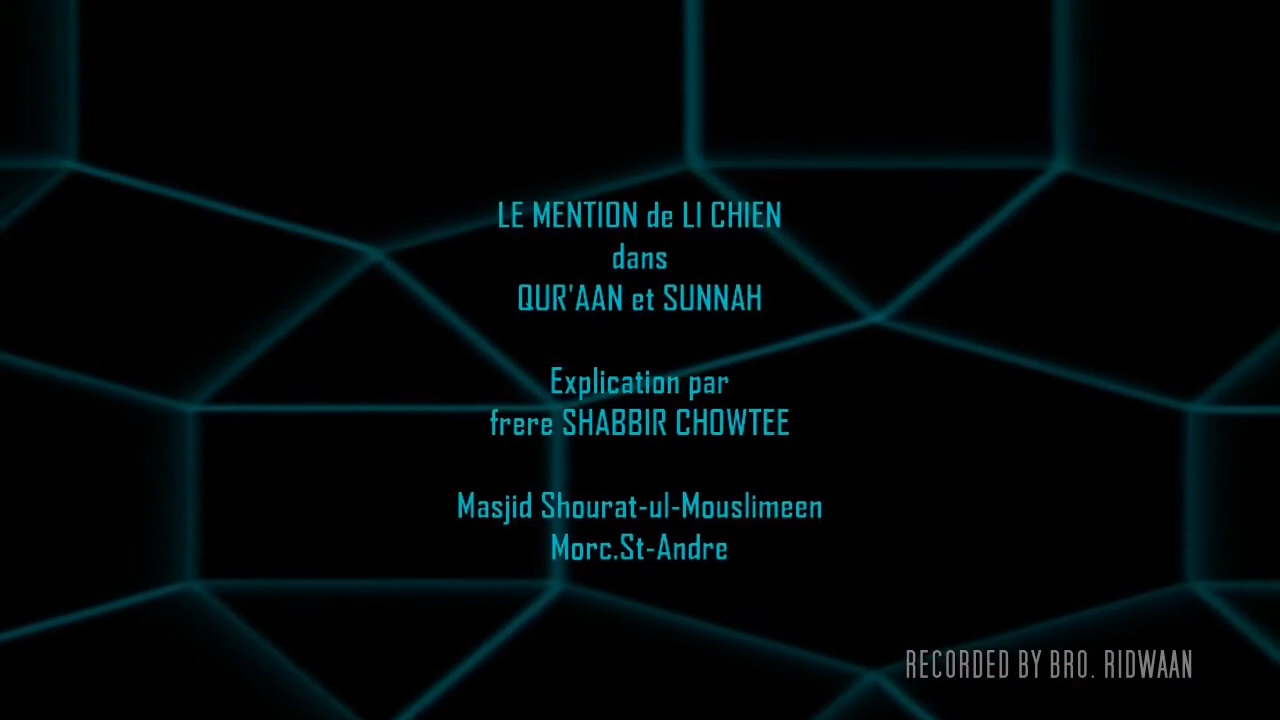 LE MENTION de LI CHIEN
dans
QUR'AAN et SUNNAH
Explication par
frere SHABBIR CHOWTEE
Masjid Shourat-ul-Mouslimeen
Morc.St-Andre
RECORDED BY BRO. RIDWAAN